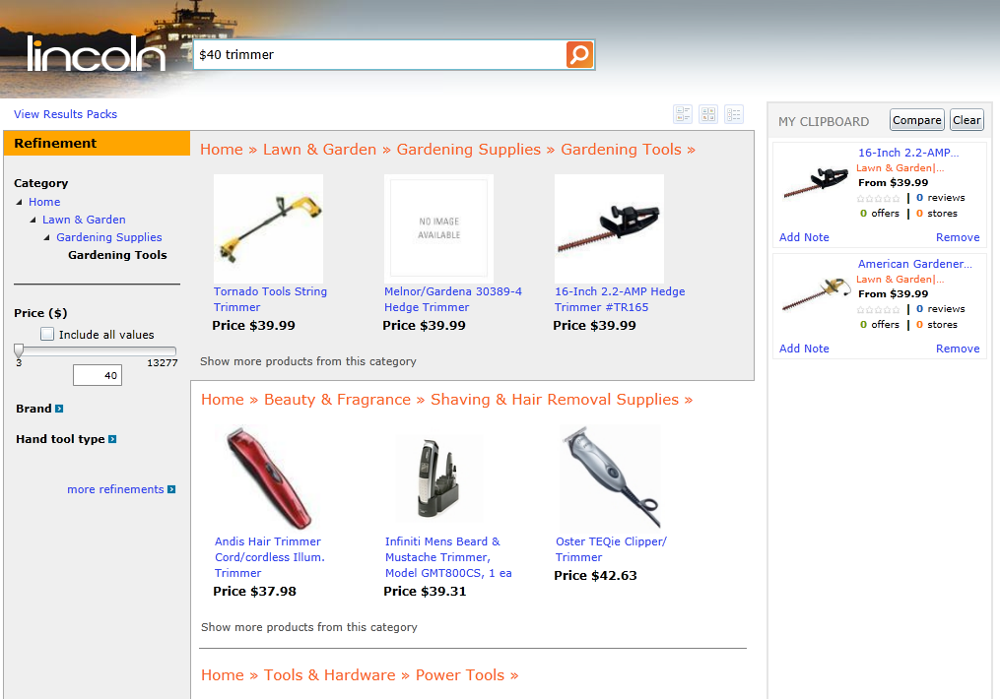 lincoln
$40 trimmer
View Results Packs
Refinement
Category
Home
Lawn & Garden
Gardening Supplies
Gardening Tools
Price ($)
Include all values
3 13277
40
Brand
Hand tool type
more refinements
Home » Lawn & Garden » Gardening Supplies » Gardening Tools »
NO IMAGE
AVAILABLE
Tornado Tools String
Trimmer
Price $39.99
Melnor/Gardena 30389-4
Hedge Trimmer
Price $39.99
16-Inch 2.2-AMP Hedge
Trimmer #TR165
Price $39.99
Show more products from this category
Home » Beauty & Fragrance » Shaving & Hair Removal Supplies »
Andis Hair Trimmer
Cord/cordless Illum.
Trimmer
Price $37.98
Infiniti Mens Beard &
Mustache Trimmer,
Model GMT800CS, 1 ea
Price $39.31
Oster TEQie Clipper/
Trimmer
Price $42.63
Show more products from this category
Home » Tools & Hardware » Power Tools »
MY CLIPBOARD Compare Clear
16-Inch 2.2-AMP...
Lawn & Garden|...
From $39.99
0 reviews
0 offers | 0 stores
Add Note Remove
American Gardener...
Lawn & Garden|...
From $39.99
0 reviews
0 offers | 0 stores
Add Note Remove